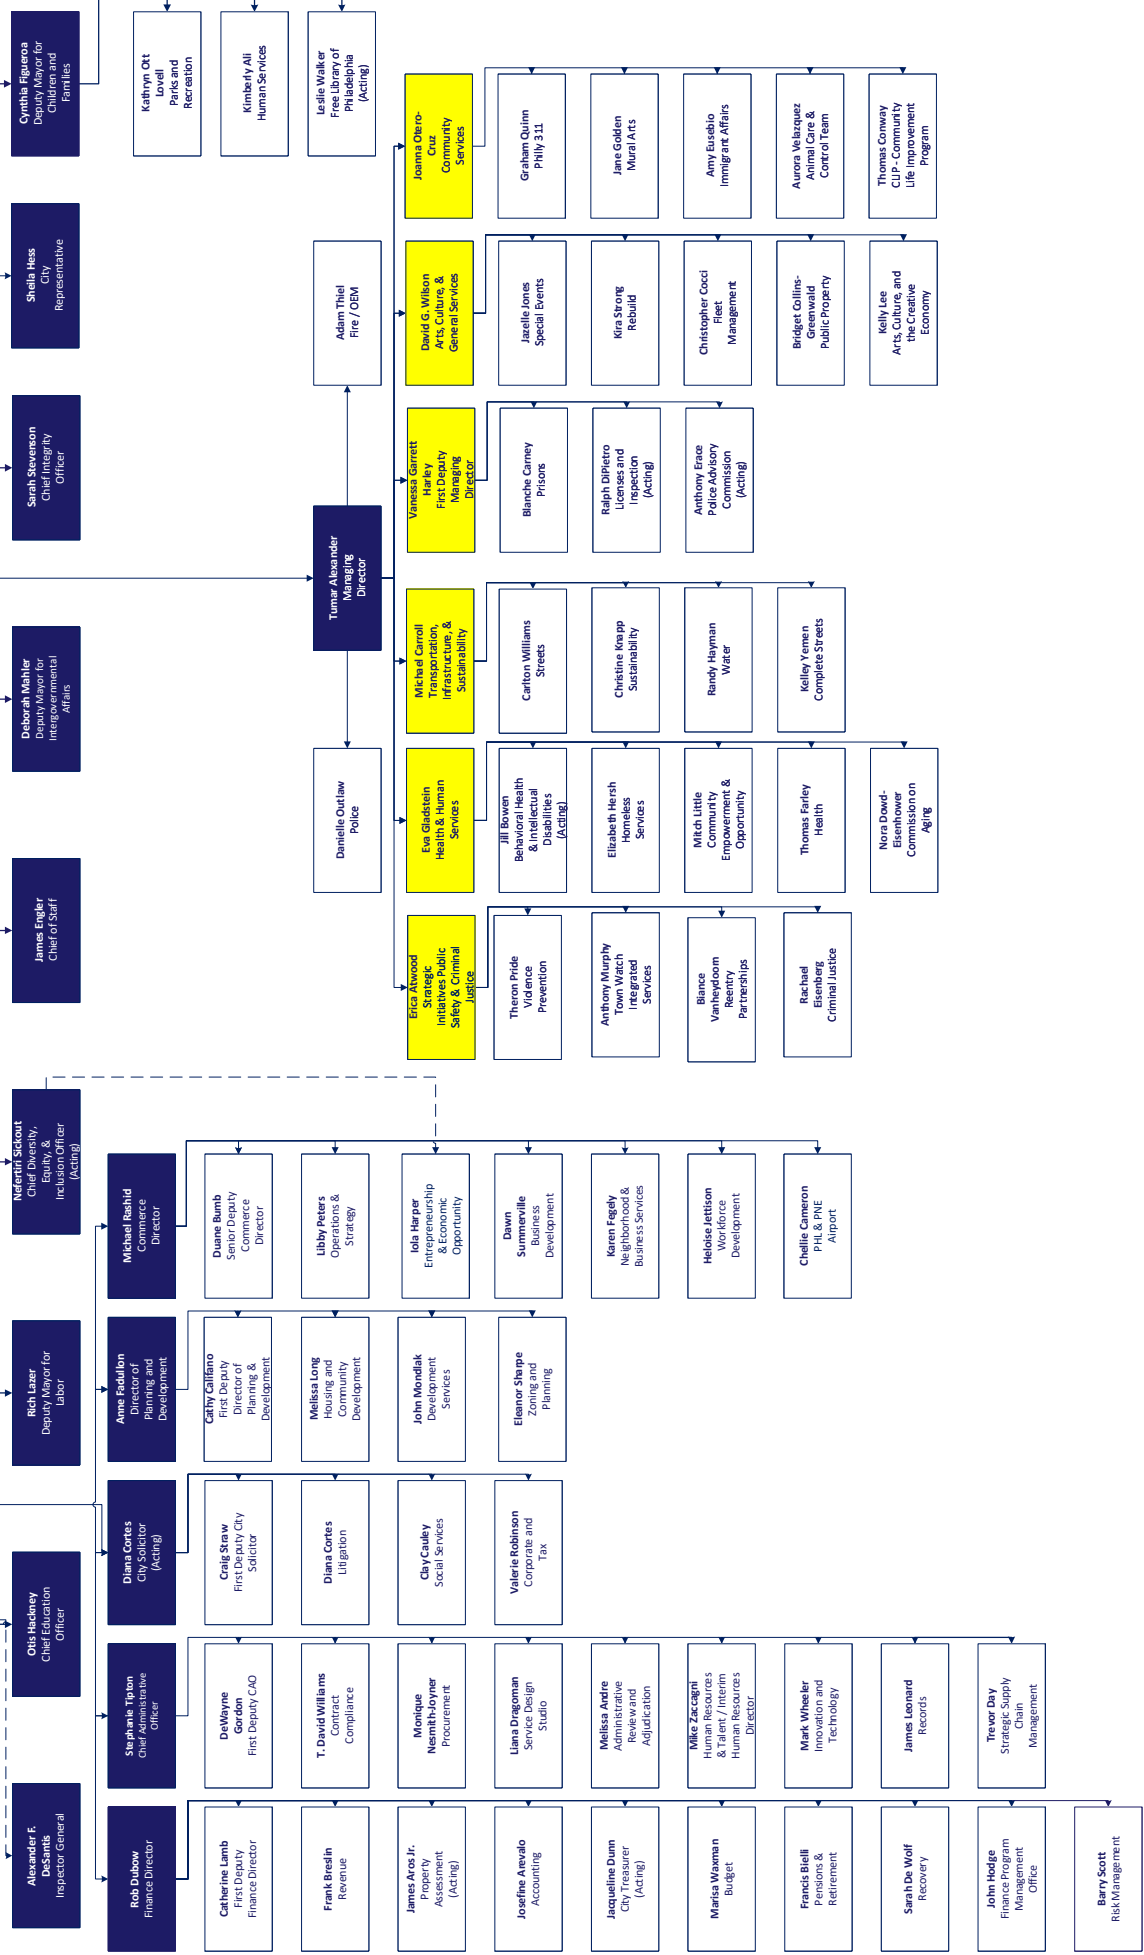 Alexander F.
DeSantis
Inspector General
Otis Hackney
Chief Education
Officer
Rich Lazer
Deputy Mayor for
Labor
Nefertiri Sickout
Chief Diversity,
Equity, &
Inclusion Officer
(Acting)
James Engler
Chief of Staff
Deborah Mahler
Deputy Mayor for
Intergovernmental
Affairs
Sarah Stevenson
Chief Integrity
Officer
Sheila Hess
City
Representative
Cynthia Figueroa
Deputy Mayor for
Children and
Families
Kathryn Ott
Lovell
Parks and
Recreation
Kimberly Ali
Human Services
Leslie Walker
Free Library of
Philadelphia
(Acting)
Rob Dubow
Finance Director
Catherine Lamb
First Deputy
Finance Director
Frank Breslin
Revenue
James Aros Jr.
Property
Assessment
(Acting)
Josefine Arevalo
Accounting
Jacqueline Dunn
City Treasurer
(Acting)
Marisa Waxman
Budget
Francis Bielli
Pensions &
Retirement
Sarah De Wolf
Recovery
John Hodge
Finance Program
Management
Office
Barry Scott
Risk Management
Stephanie Tipton
Chief Administrative
Officer
DeWayne
Gordon
First Deputy CAO
T. David Williams
Contract
Compliance
Monique
Nesmith-Joyner
Procurement
Liana Dragoman
Service Design
Studio
Melissa Andre
Administrative
Review and
Adjudication
Mike Zaccagni
Human Resources
& Talent / Interim
Human Resources
Director
Mark Wheeler
Innovation and
Technology
James Leonard
Records
Trevor Day
Strategic Supply
Chain
Management
Diana Cortes
City Solicitor
(Acting)
Craig Straw
First Deputy City
Solicitor
Diana Cortes
Litigation
Clay Cauley
Social Services
Valerie Robinson
Corporate and
Tax
Anne Fadullon
Director of
Planning and
Development
Cathy Califano
First Deputy
Director of
Planning &
Development
Melissa Long
Housing and
Community
Development
John Mondlak
Development
Services
Eleanor Sharpe
Zoning and
Planning
Michael Rashid
Commerce
Director
Duane Bumb
Senior Deputy
Commerce
Director
Libby Peters
Operations &
Strategy
Iola Harper
Entrepreneurship
& Economic
Opportunity
Dawn
Summerville
Business
Development
Karen Fegely
Neighborhood &
Business Services
Heloise Jettison
Workforce
Development
Chellie Cameron
PHL & PNE
Airport
Tumar Alexander
Managing
Director
Danielle Outlaw
Police
Adam Thiel
Fire / OEM
Erica Atwood
Strategic
Initiatives Public
Safety & Criminal
Justice
Theron Pride
Violence
Prevention
Anthony Murphy
Town Watch
Integrated
Services
Biance
Vanheydoom
Reentry
Partnerships
Rachael
Eisenberg
Criminal Justice
Eva Gladstein
Health & Human
Services
Jill Bowen
Behavioral Health
& Intellectual
Disabilities
(Acting)
Elizabeth Hersh
Homeless
Services
Mitch Little
Community
Empowerment &
Opportunity
Thomas Farley
Health
Nora Dowd-
Eisenhower
Commission on
Aging
Michael Carroll
Transportation,
Infrastructure, &
Sustainability
Carlton Williams
Streets
Christine Knapp
Sustainability
Randy Hayman
Water
Kelley Yemen
Complete Streets
Vanessa Garrett
Harley
First Deputy
Managing
Director
Blanche Carney
Prisons
Ralph DiPietro
Licenses and
Inspection
(Acting)
Anthony Erace
Police Advisory
Commission
(Acting)
David G. Wilson
Arts, Culture, &
General Services
Jazelle Jones
Special Events
Kira Strong
Rebuild
Christopher Cocci
Fleet
Management
Bridget Collins-
Greenwald
Public Property
Kelly Lee
Arts, Culture, and
the Creative
Economy
Joanna Otero-
Cruz
Community
Services
Graham Quinn
Philly 311
Jane Golden
Mural Arts
Amy Eusebio
Immigrant Affairs
Aurora Velazquez
Animal Care &
Control Team
Thomas Conway
CLIP - Community
Life Improvement
Program